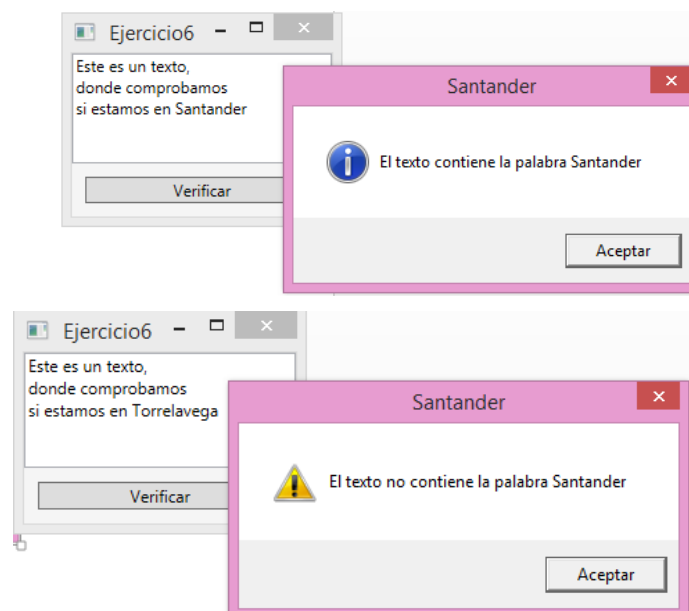 Ejercicio6
Este es un texto,
donde comprobamos
si estamos en Santander
Verificar
Santander
El texto contiene la palabra Santander
Aceptar
Ejercicio6
Este es un texto,
donde comprobamos
si estamos en Torrelavega
Verificar
Santander
El texto no contiene la palabra Santander
Aceptar